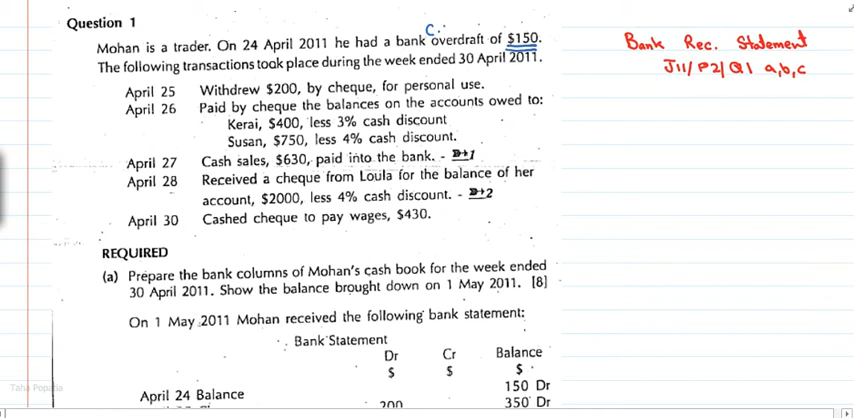 Question 1
C.
Mohan is a trader. On 24 April 2011 he had a bank overdraft of $150.
The following transactions took place during the week ended 30 April 2011.
April 25 Withdrew $200, by cheque, for personal use.
April 26 Paid by cheque the balances on the accounts owed to:
Kerai, $400, less 3% cash discount
Susan, $750, less 4% cash discount.
April 27 Cash sales, $630, paid into the bank. - D+1
April 28 Received a cheque from Loula for the balance of her
account, $2000, less 4% cash discount. - D+2
April 30 Cashed cheque to pay wages, $430.
REQUIRED
(a) Prepare the bank columns of Mohan's cash book for the week ended
30 April 2011. Show the balance brought down on 1 May 2011. [8]
On 1 May 2011 Mohan received the following bank statement:
Bank Statement
Dr Cr Balance
$ $ $
150 Dr
April 24 Balance
200 350 Dr
Bank Rec. Statement
J11/P2/Q1 a,b,c
Taha Popatia